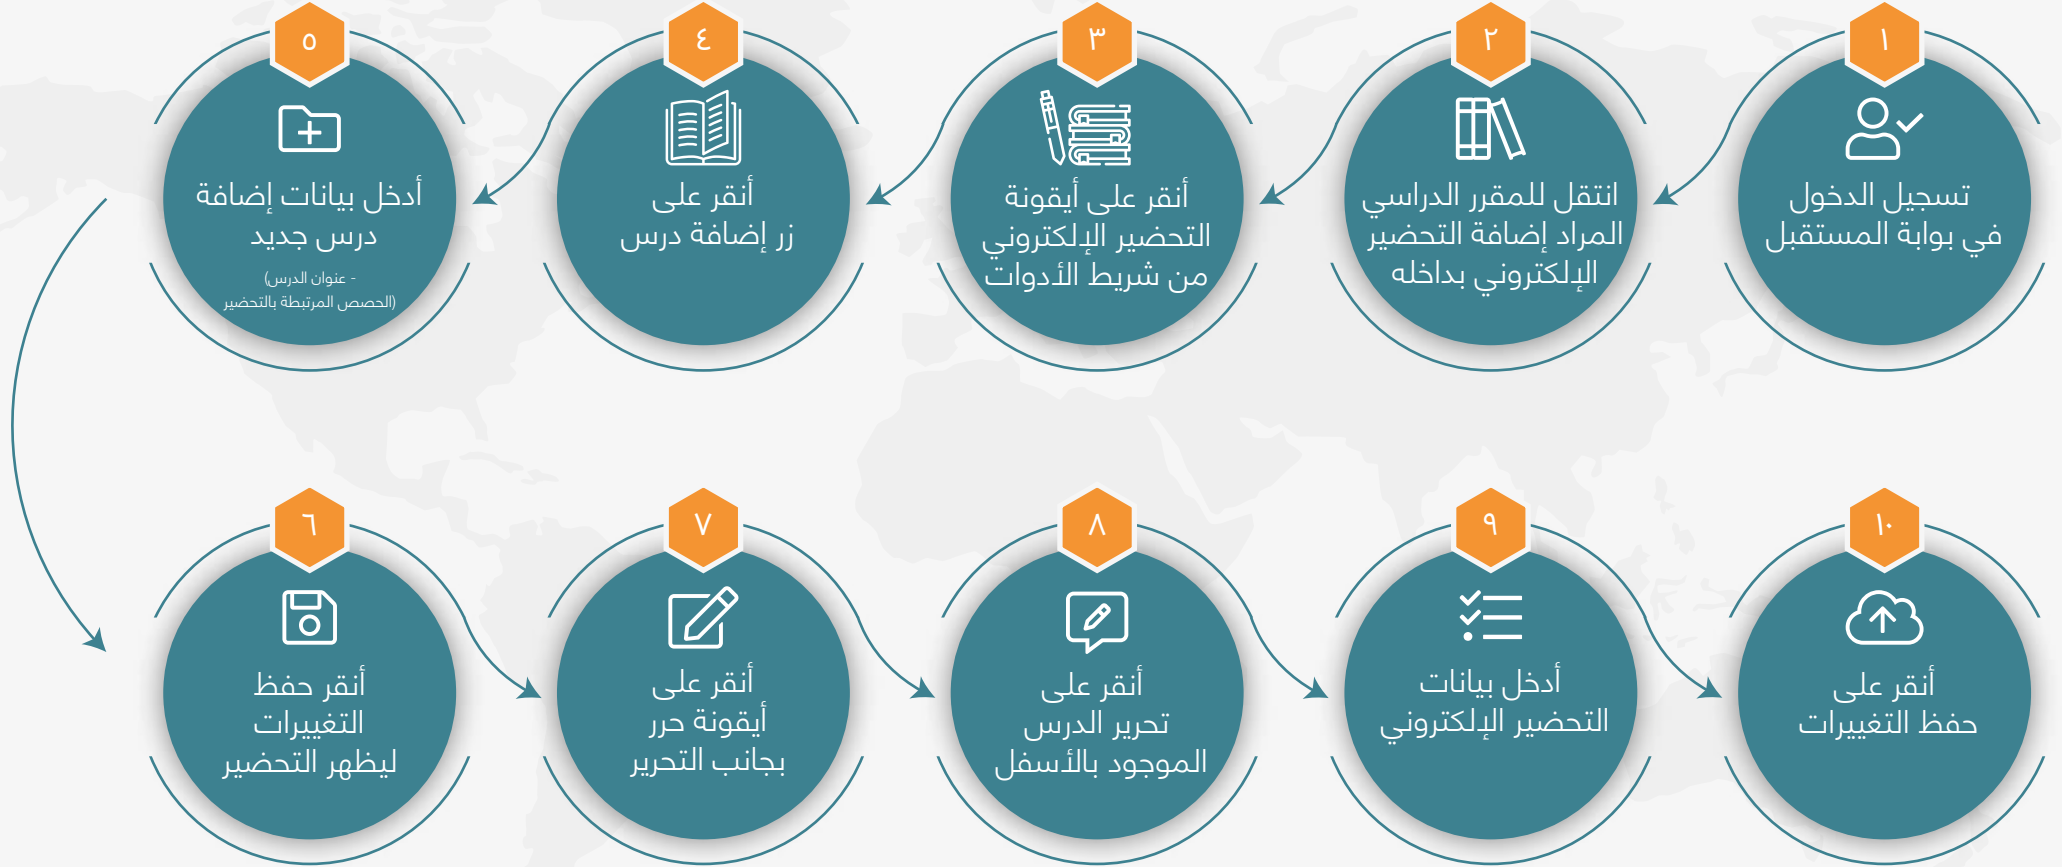 ١
تسجيل الدخول
في بوابة المستقبل
٢
انتقل للمقرر الدراسي
المراد إضافة التحضير
الإلكتروني بداخله
٣
أنقر على أيقونة
التحضير الإلكتروني
من شريط الأدوات
٤
أنقر على
زر إضافة درس
٥
أدخل بيانات إضافة
درس جديد
(عنوان الدرس -
الحصص المرتبطة بالتحضير)
٦
أنقر حفظ
التغييرات
ليظهر التحضير
٧
أنقر على
أيقونة حرر
بجانب التحرير
٨
أنقر على
تحرير الدرس
الموجود بالأسفل
٩
أدخل بيانات
التحضير الإلكتروني
١٠
أنقر على
حفظ التغييرات